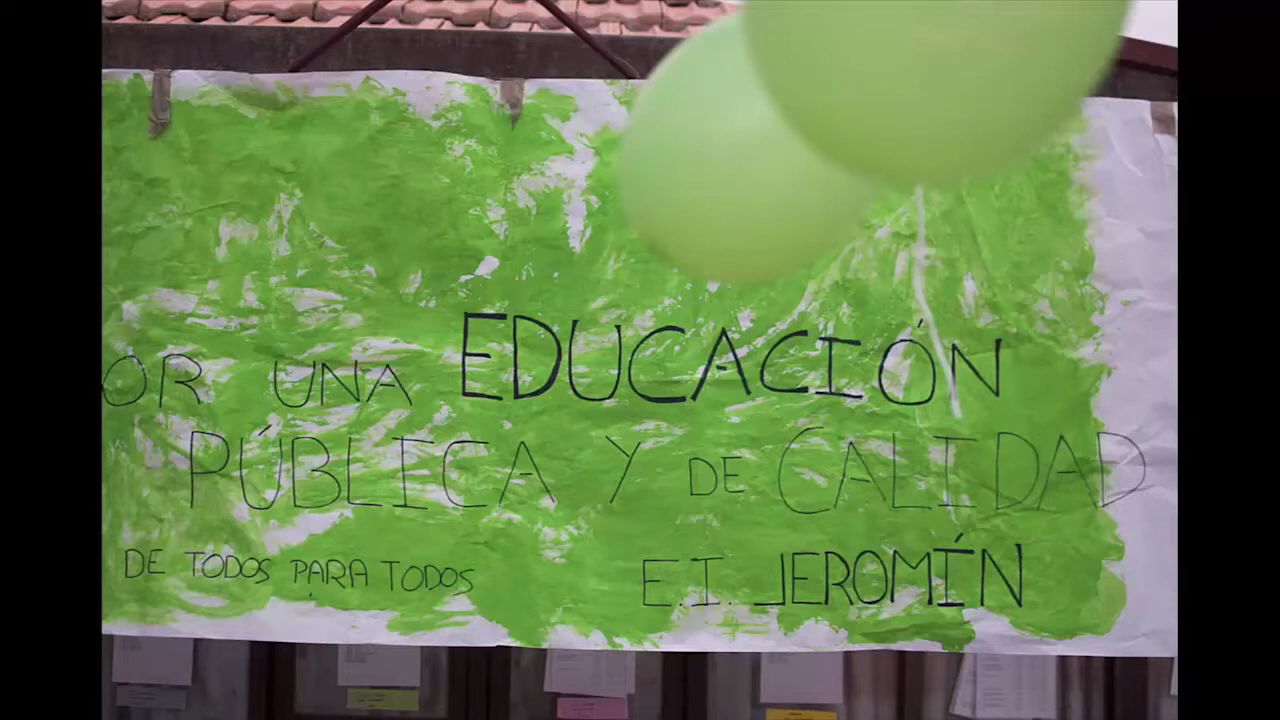 OR UNA EDUCACIÓN
PÚBLICA Y DE CALIDAD
DE TODOS PARA TODOS
E.I. JEROMÍN